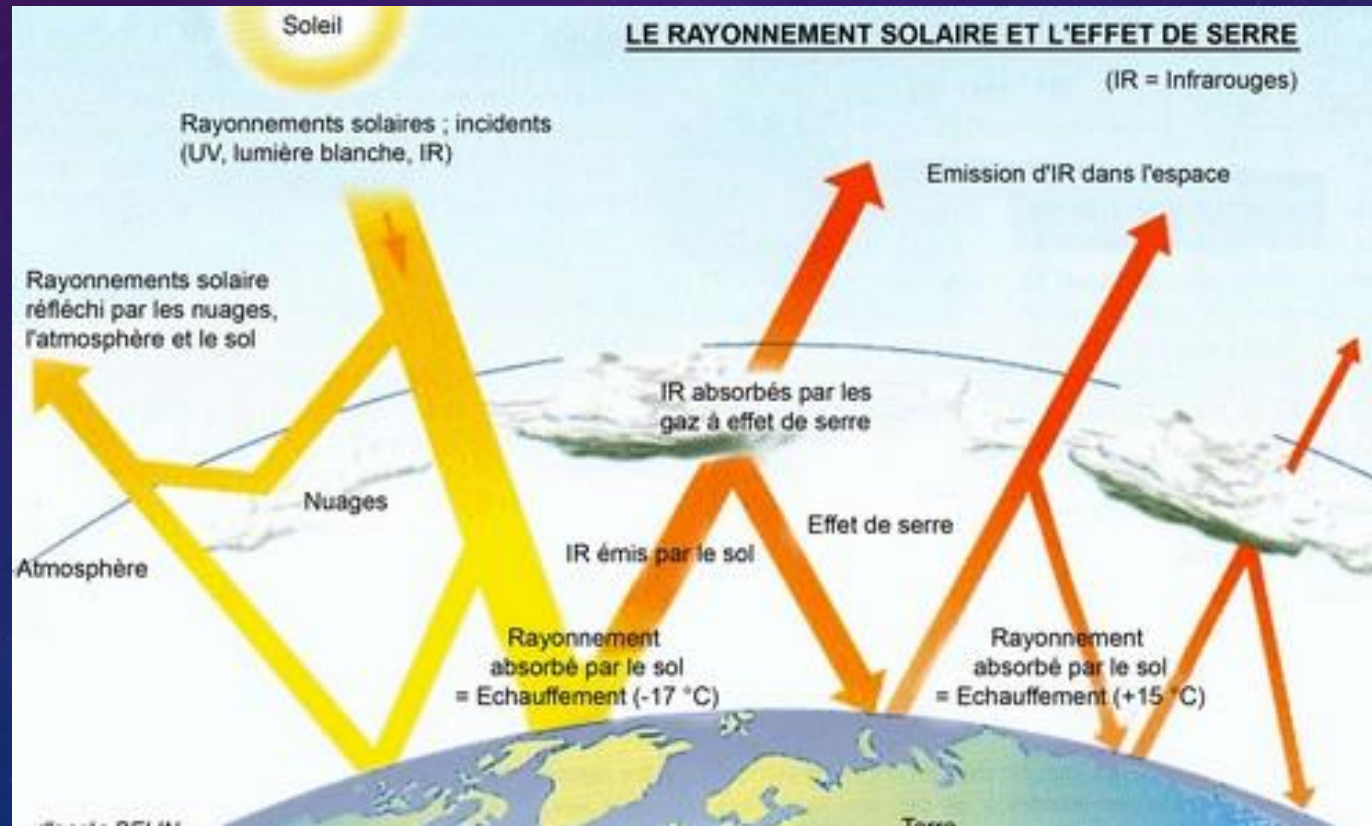 Soleil
LE RAYONNEMENT SOLAIRE ET L'EFFET DE SERRE
(IR = Infrarouges)
Rayonnements solaires ; incidents
(UV, lumière blanche, IR)
Emission d'IR dans l'espace
Rayonnements solaire
réfléchi par les nuages,
l'atmosphère et le sol
IR absorbés par les
gaz à effet de serre
Nuages
Effet de serre
IR émis par le sol
Atmosphère
Rayonnement
absorbé par le sol
= Echauffement (-17 °C)
Rayonnement
absorbé par le sol
= Echauffement (+15 °C)
Terre